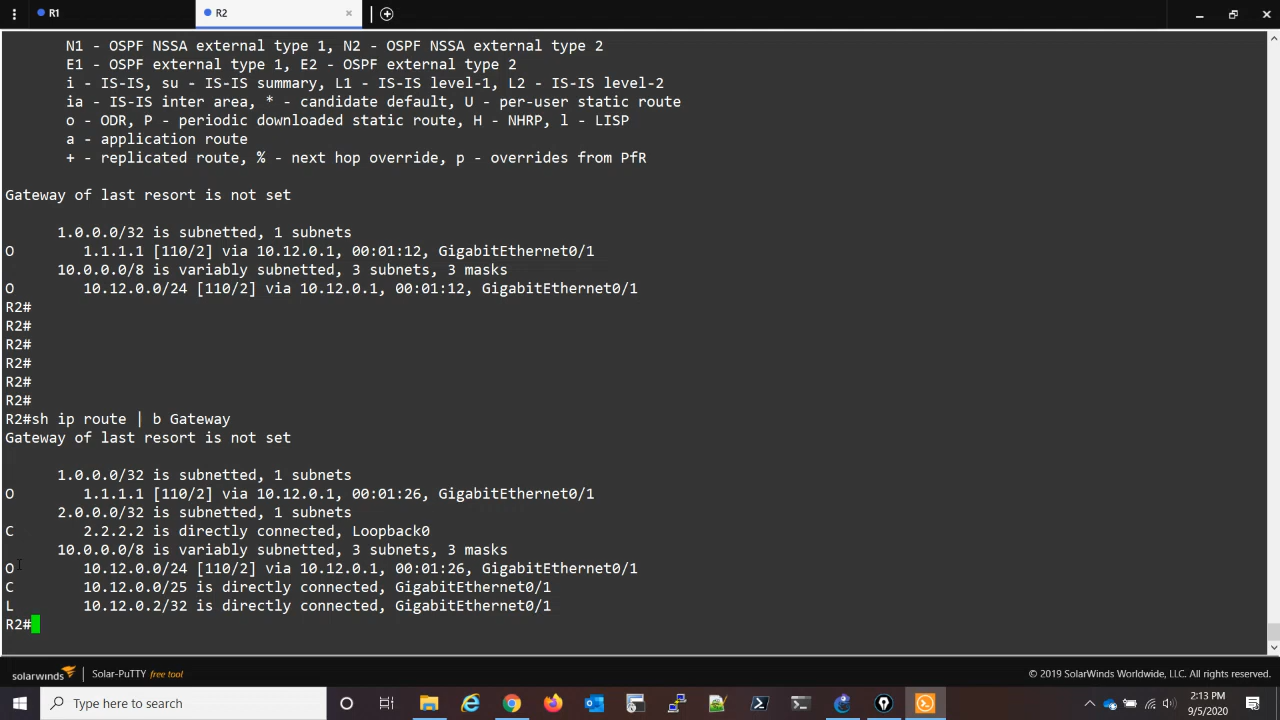 R1
R2
N1 - OSPF NSSA external type 1, N2 - OSPF NSSA external type 2
E1 - OSPF external type 1, E2 - OSPF external type 2
i - IS-IS, su - IS-IS summary, L1 - IS-IS level-1, L2 - IS-IS level-2
ia - IS-IS inter area, * - candidate default, U - per-user static route
o - ODR, P - periodic downloaded static route, H - NHRP, l - LISP
a - application route
+ - replicated route, % - next hop override, p - overrides from PfR
Gateway of last resort is not set
1.0.0.0/32 is subnetted, 1 subnets
O 1.1.1.1 [110/2] via 10.12.0.1, 00:01:12, GigabitEthernet0/1
10.0.0.0/8 is variably subnetted, 3 subnets, 3 masks
O 10.12.0.0/24 [110/2] via 10.12.0.1, 00:01:12, GigabitEthernet0/1
R2#
R2#
R2#
R2#
R2#
R2#
R2#sh ip route | b Gateway
Gateway of last resort is not set
1.0.0.0/32 is subnetted, 1 subnets
O 1.1.1.1 [110/2] via 10.12.0.1, 00:01:26, GigabitEthernet0/1
2.0.0.0/32 is subnetted, 1 subnets
C 2.2.2.2 is directly connected, Loopback0
10.0.0.0/8 is variably subnetted, 3 subnets, 3 masks
O 10.12.0.0/24 [110/2] via 10.12.0.1, 00:01:26, GigabitEthernet0/1
C 10.12.0.0/25 is directly connected, GigabitEthernet0/1
L 10.12.0.2/32 is directly connected, GigabitEthernet0/1
R2#
solarwinds Solar-PuTTY free tool
© 2019 SolarWinds Worldwide, LLC. All rights reserved.
Type here to search
2:13 PM
9/5/2020